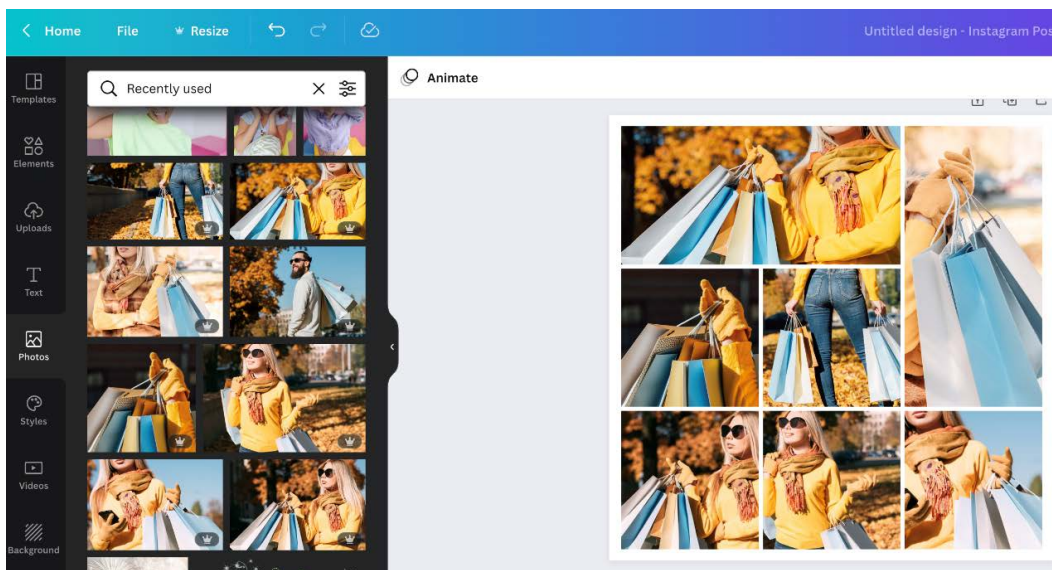 Home File Resize Untitled design - Instagram Pos
Templates
Recently used
Animate
Elements
Uploads
Text
Photos
Styles
Videos
Background